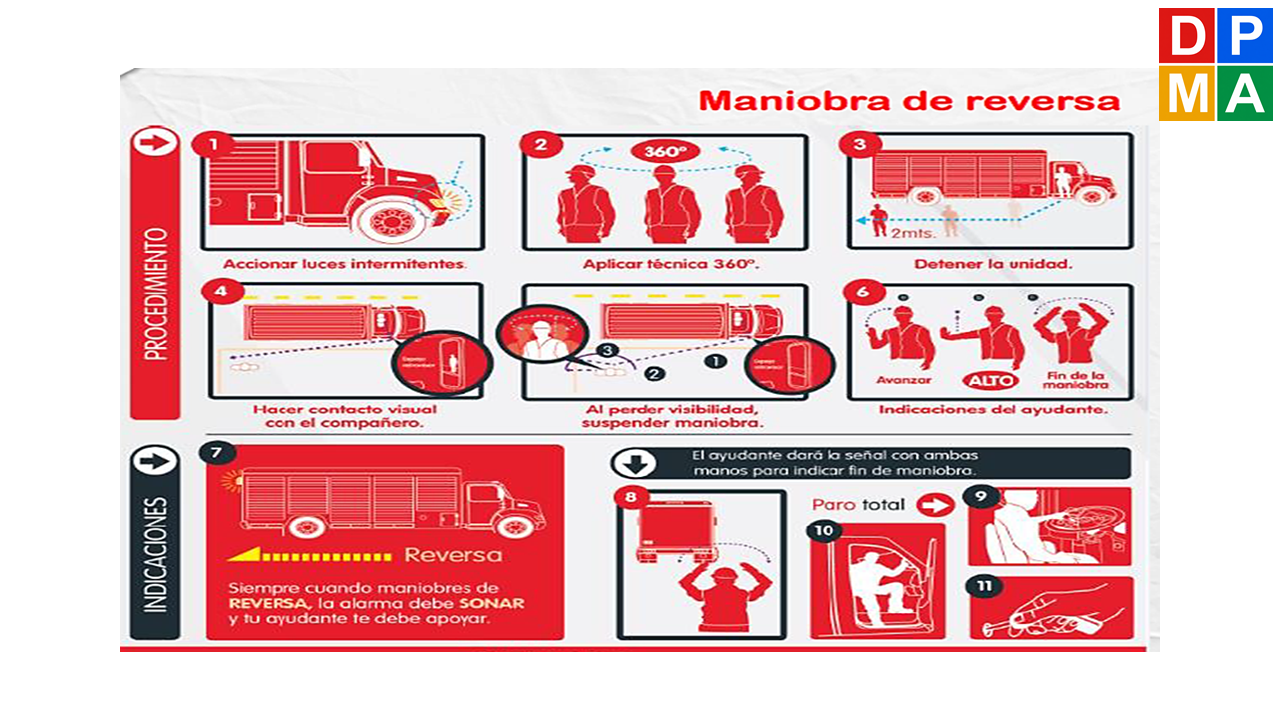 DP
MA
Maniobra de reversa
PROCEDIMIENTO
1
Accionar luces intermitentes.
2
360º
Aplicar técnica 360º.
3
2mts.
Detener la unidad.
4
Espejo
retrovisor
Hacer contacto visual
con el compañero.
3
2
1
Al perder visibilidad,
suspender maniobra.
6
Avanzar
ALTO
Fin de la
maniobra
Indicaciones del ayudante.
INDICACIONES
7
Reversa
Siempre cuando maniobres de
REVERSA, la alarma debe SONAR
y tu ayudante te debe apoyar.
El ayudante dará la señal con ambas
manos para indicar fin de maniobra.
8
Paro total
9
10
11